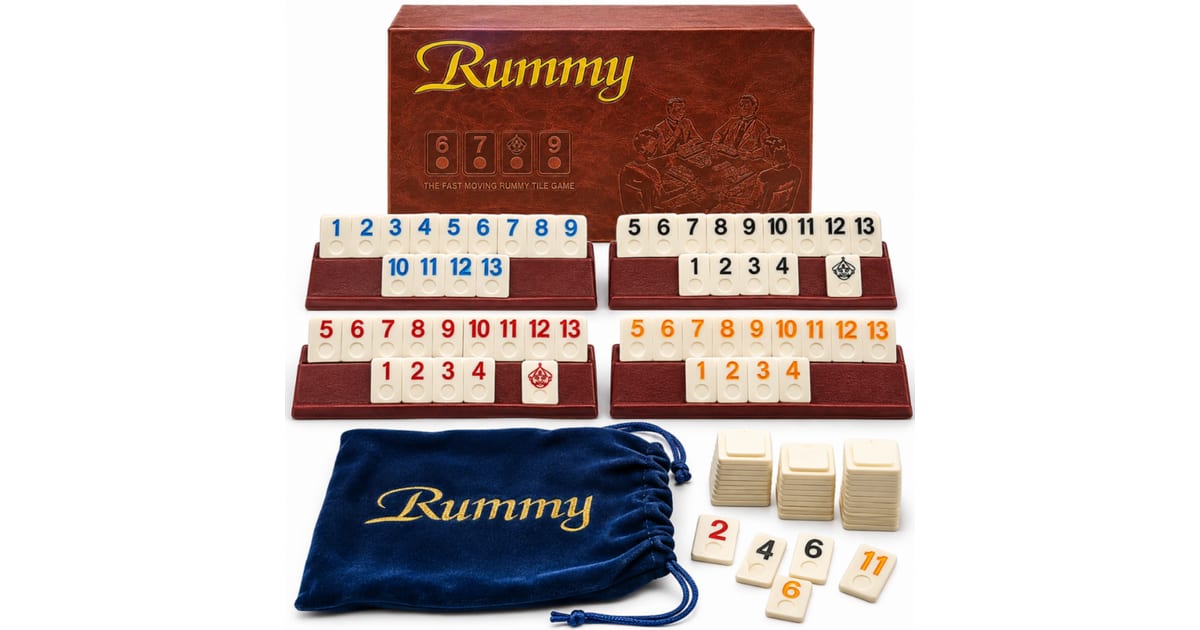 Rummy
6 7 9
THE FAST MOVING RUMMY TILE GAME
1 2 3 4 5 6 7 8 9
10 11 12 13
5 6 7 8 9 10 11 12 13
1 2 3 4
5 6 7 8 9 10 11 12 13
1 2 3 4
5 6 7 8 9 10 11 12 13
1 2 3 4
Rummy
2
4
6
11
6